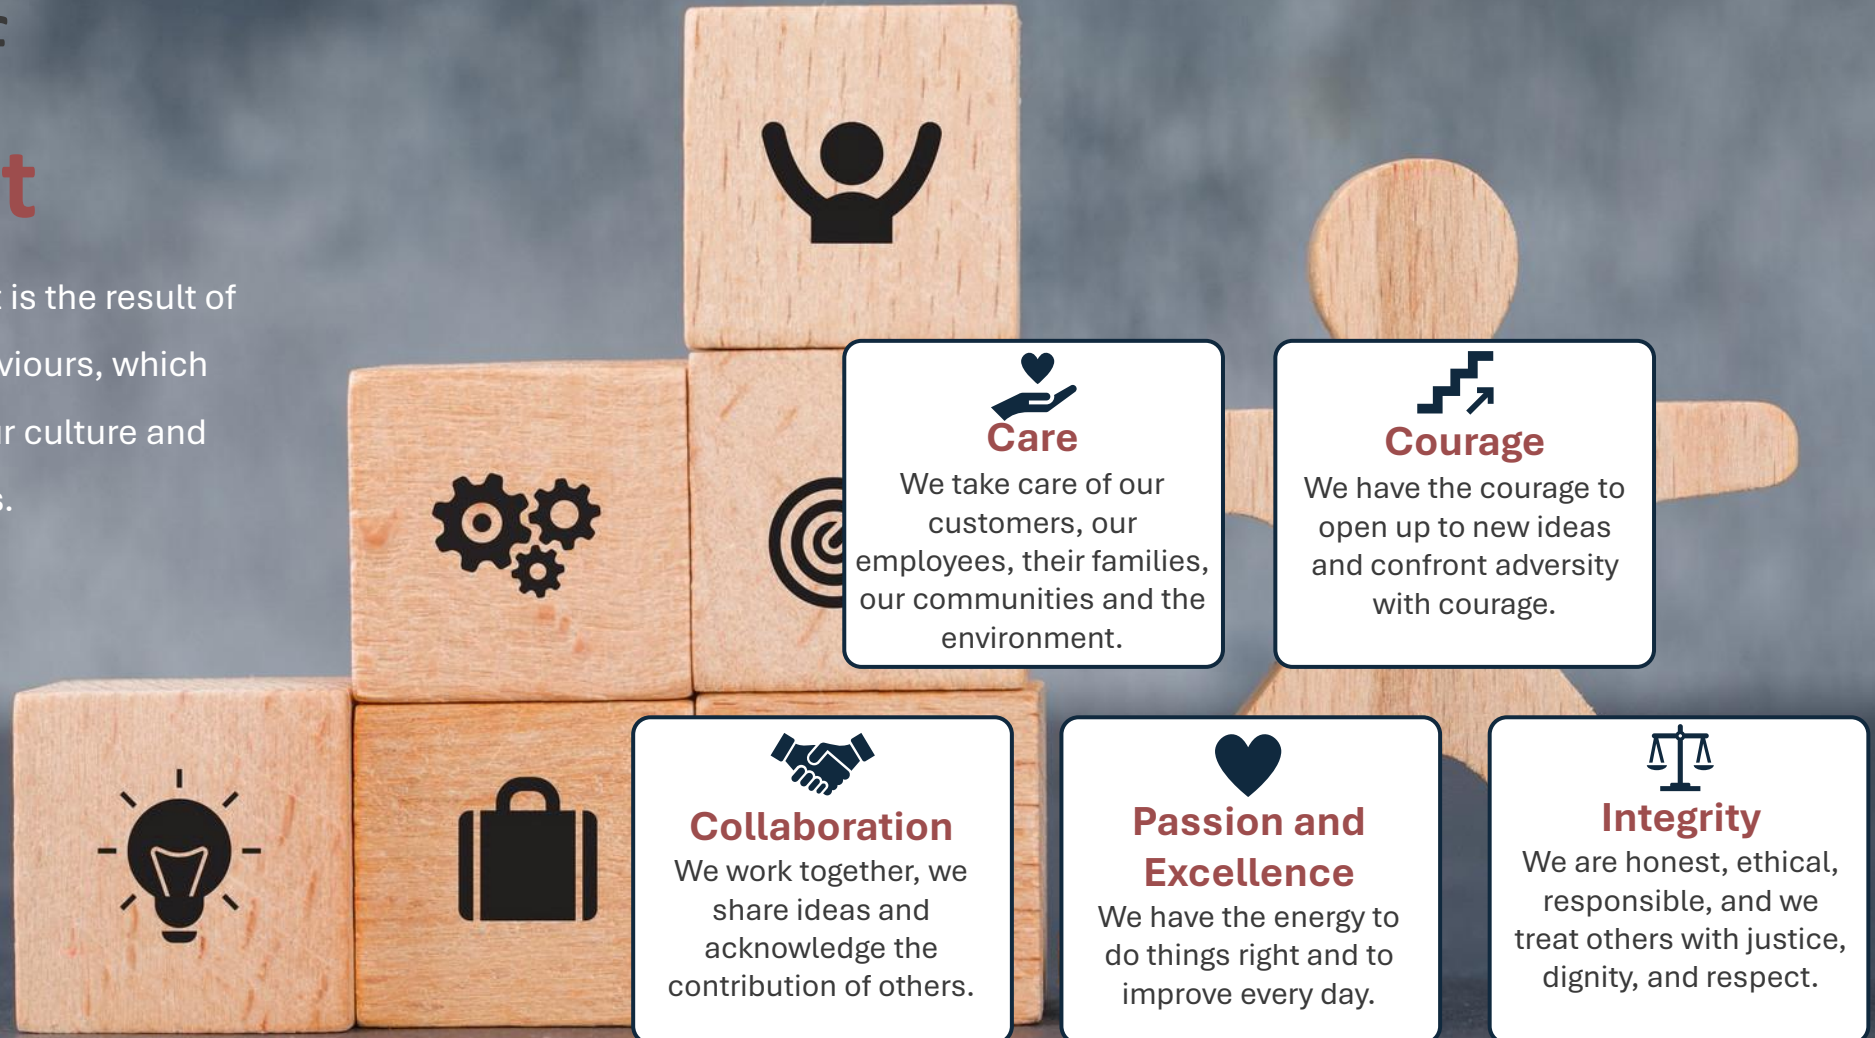 t
is the result of
which
culture and
Care
We take care of our
customers, our
employees, their families,
our communities and the
environment.
Courage
We have the courage to
open up to new ideas
and confront adversity
with courage.
Collaboration
We work together, we
share ideas and
acknowledge the
contribution of others.
Passion and
Excellence
We have the energy to
do things right and to
improve every day.
Integrity
We are honest, ethical,
responsible, and we
treat others with justice,
dignity, and respect.